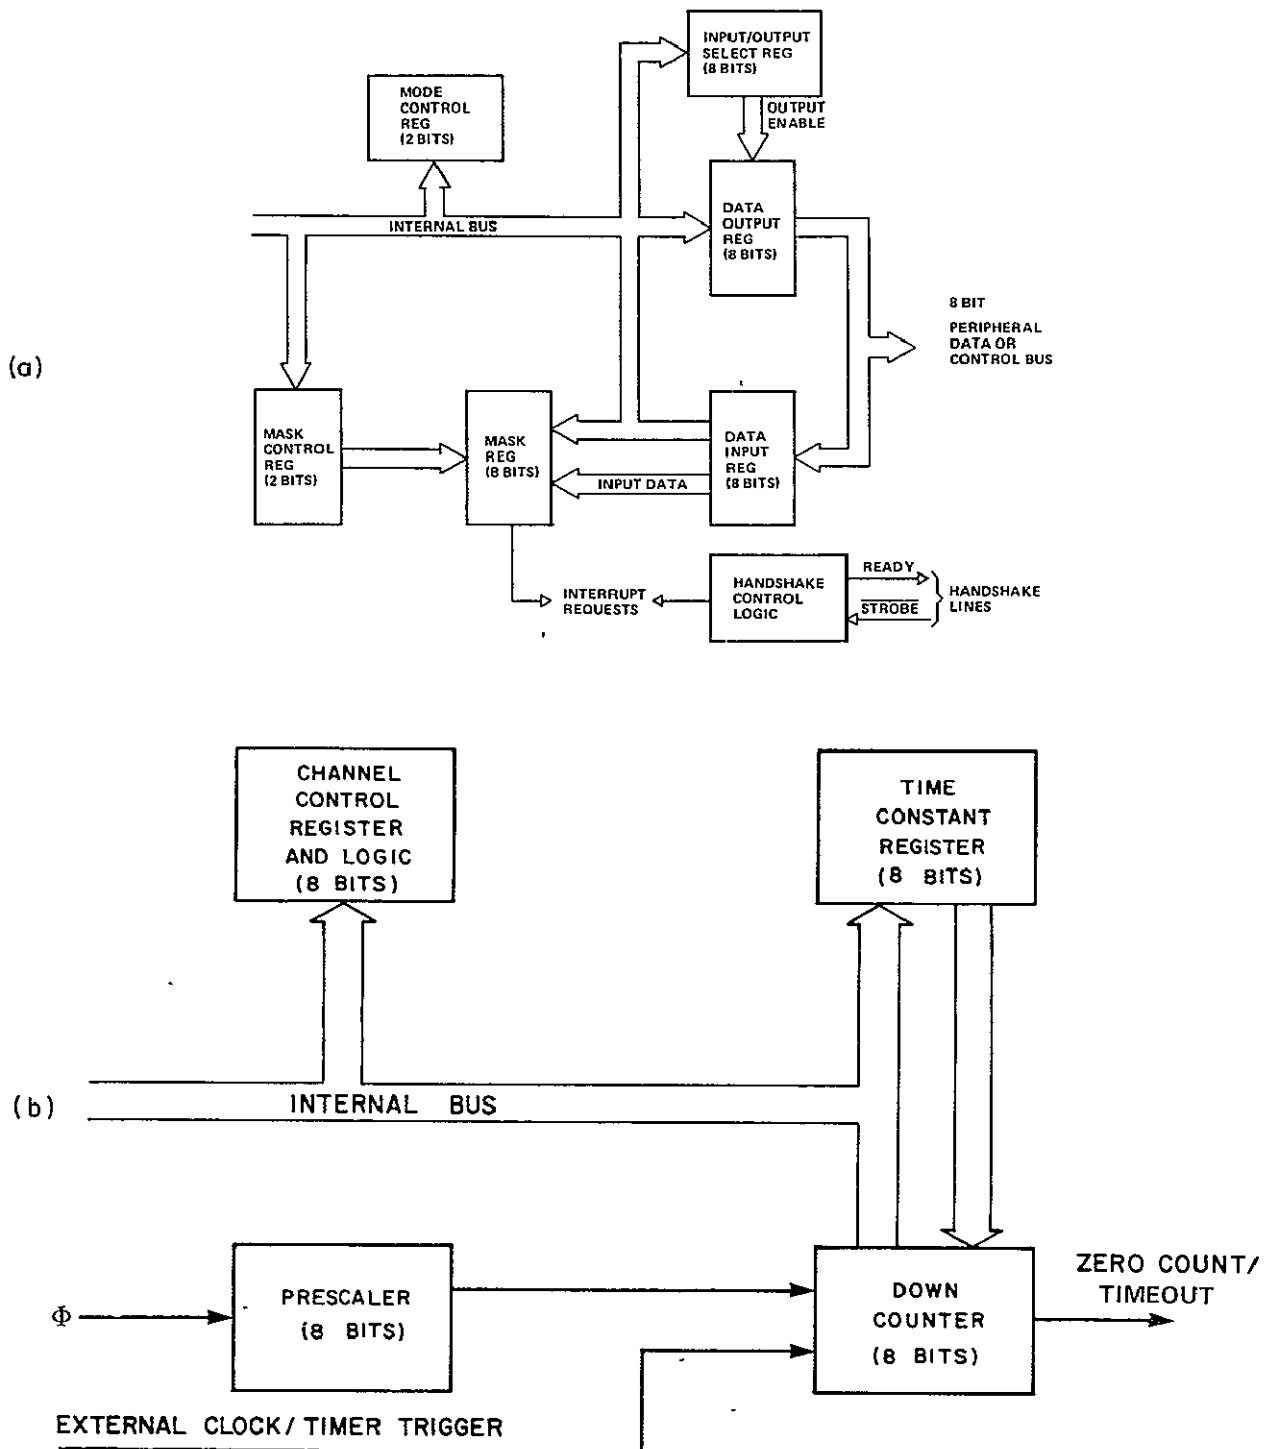 INPUT/OUTPUT
SELECT REG
(8 BITS)
MODE
CONTROL
REG
(2 BITS)
OUTPUT
ENABLE
DATA
OUTPUT
REG
(8 BITS)
INTERNAL BUS
8 BIT
PERIPHERAL
DATA OR
CONTROL BUS
(a)
MASK
CONTROL
REG
(2 BITS)
MASK
REG
(8 BITS)
DATA
INPUT
REG
(8 BITS)
INPUT DATA
INTERRUPT
REQUESTS
HANDSHAKE
CONTROL
LOGIC
READY
STROBE
HANDSHAKE
LINES
CHANNEL
CONTROL
REGISTER
AND LOGIC
(8 BITS)
TIME
CONSTANT
REGISTER
(8 BITS)
(b)
INTERNAL BUS
Φ
PRESCALER
(8 BITS)
DOWN
COUNTER
(8 BITS)
ZERO COUNT/
TIMEOUT
EXTERNAL CLOCK/TIMER TRIGGER